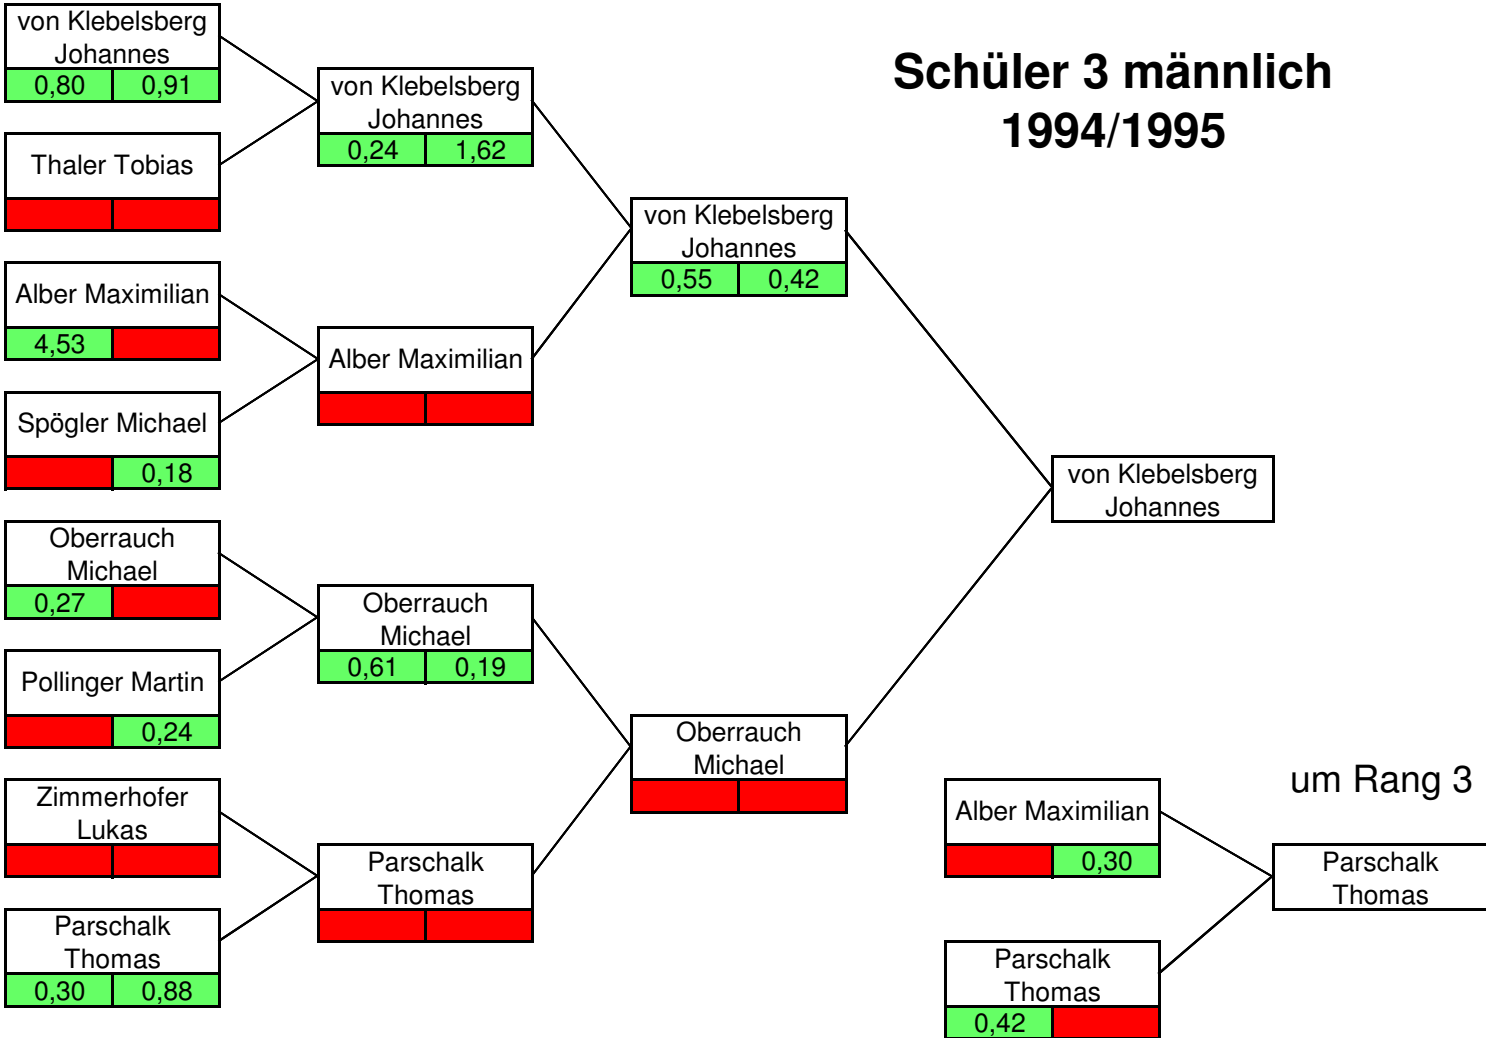 Schüler 3 männlich
1994/1995
von Klebelsberg
Johannes
0,80 0,91
Thaler Tobias
Alber Maximilian
4,53
Spögler Michael
0,18
Oberrauch
Michael
0,27
Pollinger Martin
0,24
Zimmerhofer
Lukas
Parschalk
Thomas
0,30 0,88
von Klebelsberg
Johannes
0,24 1,62
Alber Maximilian
Oberrauch
Michael
0,61 0,19
Parschalk
Thomas
von Klebelsberg
Johannes
0,55 0,42
Oberrauch
Michael
von Klebelsberg
Johannes
um Rang 3
Alber Maximilian
0,30
Parschalk
Thomas
0,42
Parschalk
Thomas